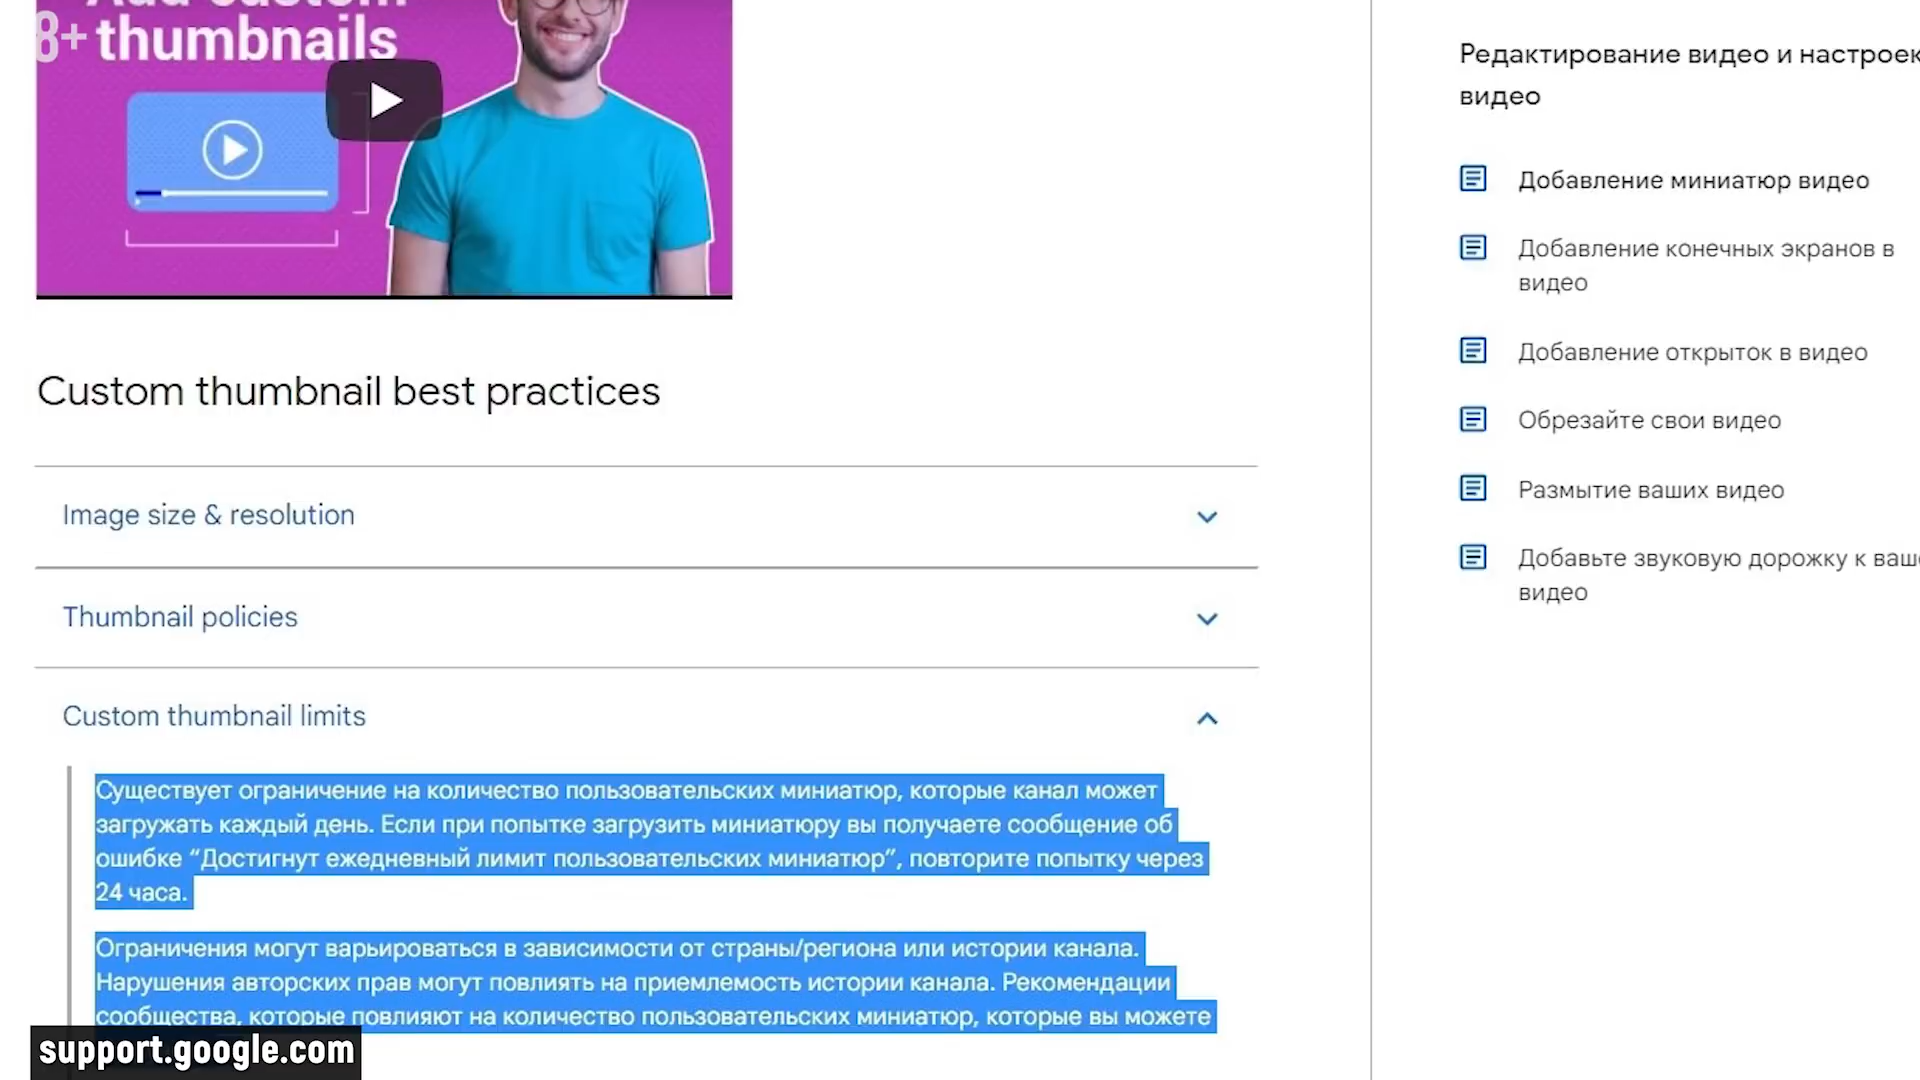 Add custom
8+
thumbnails
Custom thumbnail best practices
Image size & resolution
Thumbnail policies
Custom thumbnail limits
Существует ограничение на количество пользовательских миниатюр, которые канал может
загружать каждый день. Если при попытке загрузить миниатюру вы получаете сообщение об
ошибке “Достигнут ежедневный лимит пользовательских миниатюр”, повторите попытку через
24 часа.
Ограничения могут варьироваться в зависимости от страны/региона или истории канала.
Нарушения авторских прав могут повлиять на приемлемость истории канала. Рекомендации
сообщества, которые повлияют на количество пользовательских миниатюр, которые вы можете
support.google.com
Редактирование видео и настроек
видео
Добавление миниатюр видео
Добавление конечных экранов в
видео
Добавление открыток в видео
Обрезайте свои видео
Размытие ваших видео
Добавьте звуковую дорожку к ваше
видео